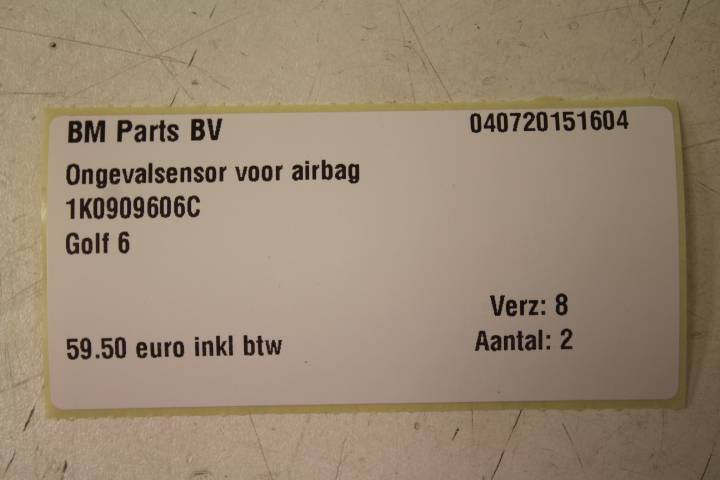 BM Parts BV 040720151604
Ongevalsensor voor airbag
1K0909606C
Golf 6
Verz: 8
59.50 euro inkl btw Aantal: 2